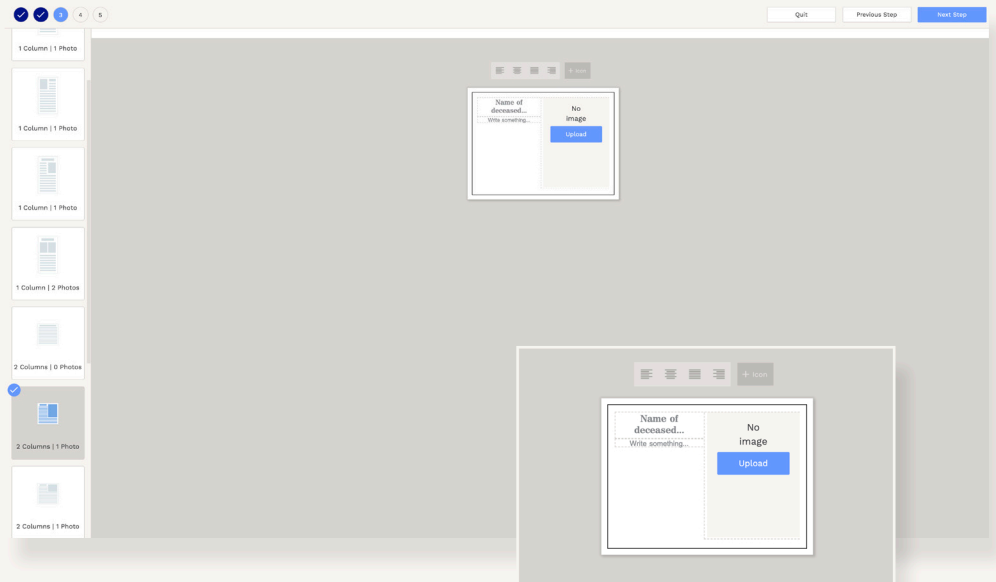 3
4
5
Quit
Previous Step
Next Step
1 Column | 1 Photo
1 Column | 1 Photo
1 Column | 1 Photo
1 Column | 2 Photos
2 Columns | 0 Photos
2 Columns | 1 Photo
2 Columns | 1 Photo
+ Icon
Name of
deceased...
Write something...
No
image
Upload
+ Icon
Name of
deceased...
Write something...
No
image
Upload